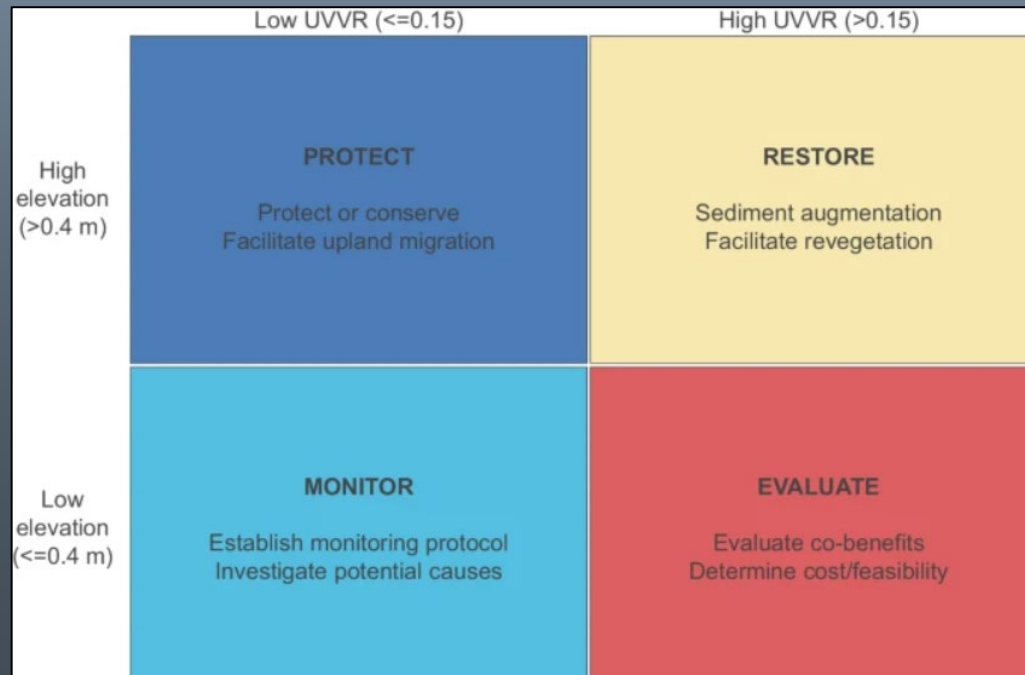 Low UVVR (<=0.15)
High UVVR (>0.15)
High
elevation
(>0.4 m)
PROTECT
Protect or conserve
Facilitate upland migration
RESTORE
Sediment augmentation
Facilitate revegetation
Low
elevation
(<=0.4 m)
MONITOR
Establish monitoring protocol
Investigate potential causes
EVALUATE
Evaluate co-benefits
Determine cost/feasibility